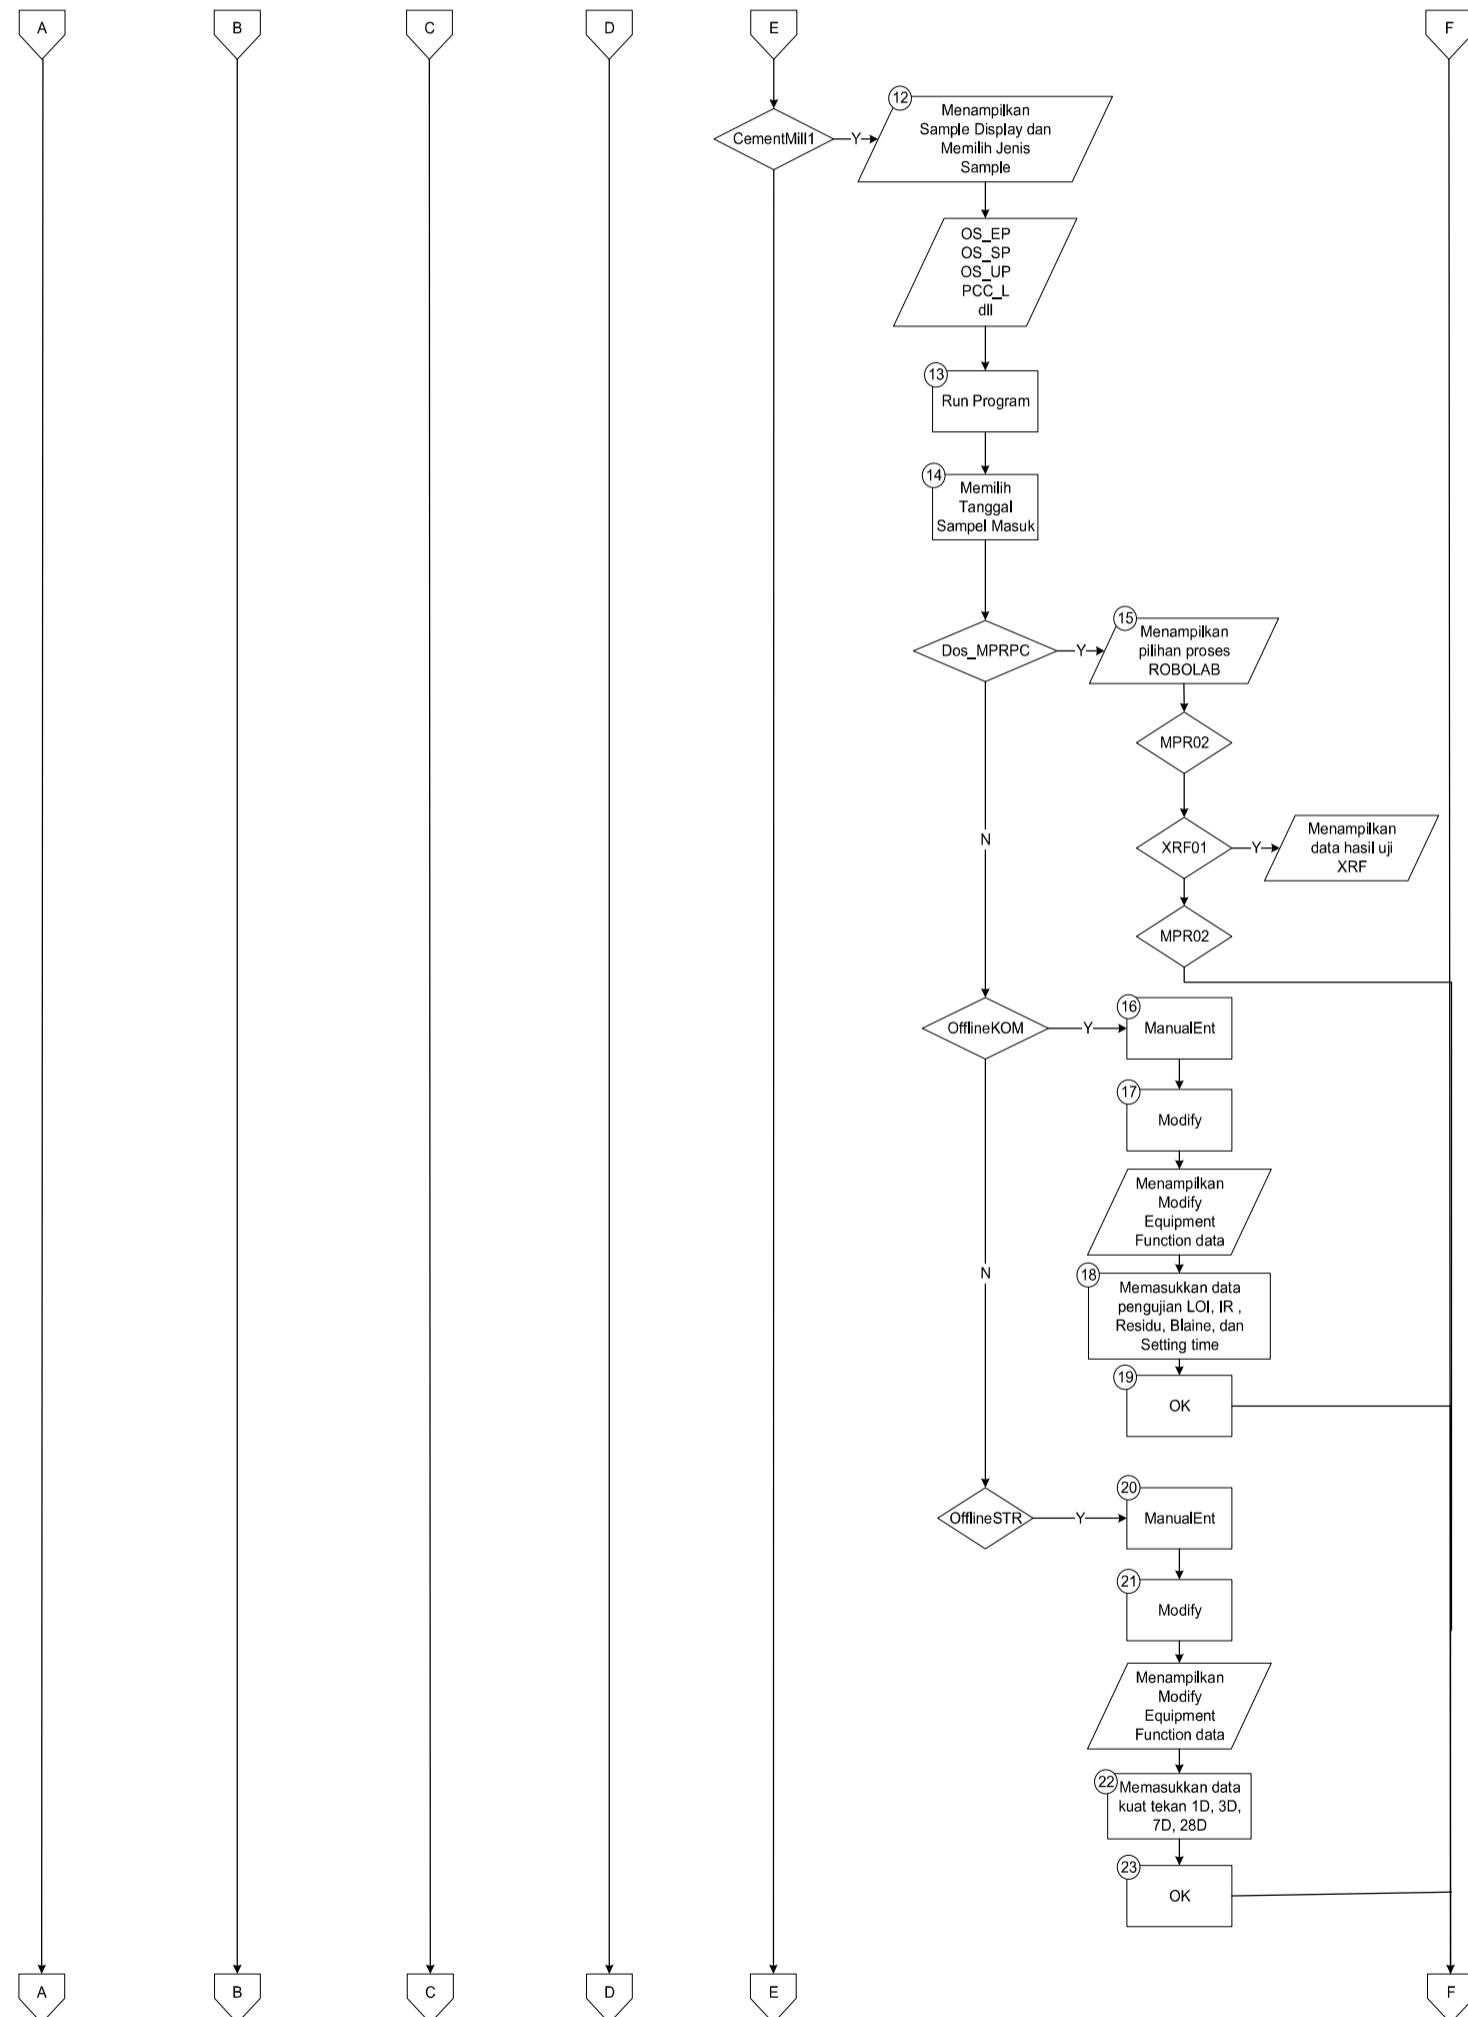 A
B
C
D
E
F
CementMill1
Y
12
Menampilkan
Sample Display dan
Memilih Jenis
Sample
OS_EP
OS_SP
OS_UP
PCC_L
dll
13
Run Program
14
Memilih
Tanggal
Sampel Masuk
Dos_MPRPC
Y
15
Menampilkan
pilihan proses
ROBOLAB
MPR02
N
XRF01
Y
Menampilkan
data hasil uji
XRF
MPR02
OfflineKOM
Y
16
ManualEnt
17
Modify
Menampilkan
Modify
Equipment
Function data
N
18
Memasukkan data
pengujian LOI, IR ,
Residu, Blaine, dan
Setting time
19
OK
OfflineSTR
Y
20
ManualEnt
21
Modify
Menampilkan
Modify
Equipment
Function data
22
Memasukkan data
kuat tekan 1D, 3D,
7D, 28D
23
OK
A
B
C
D
E
F